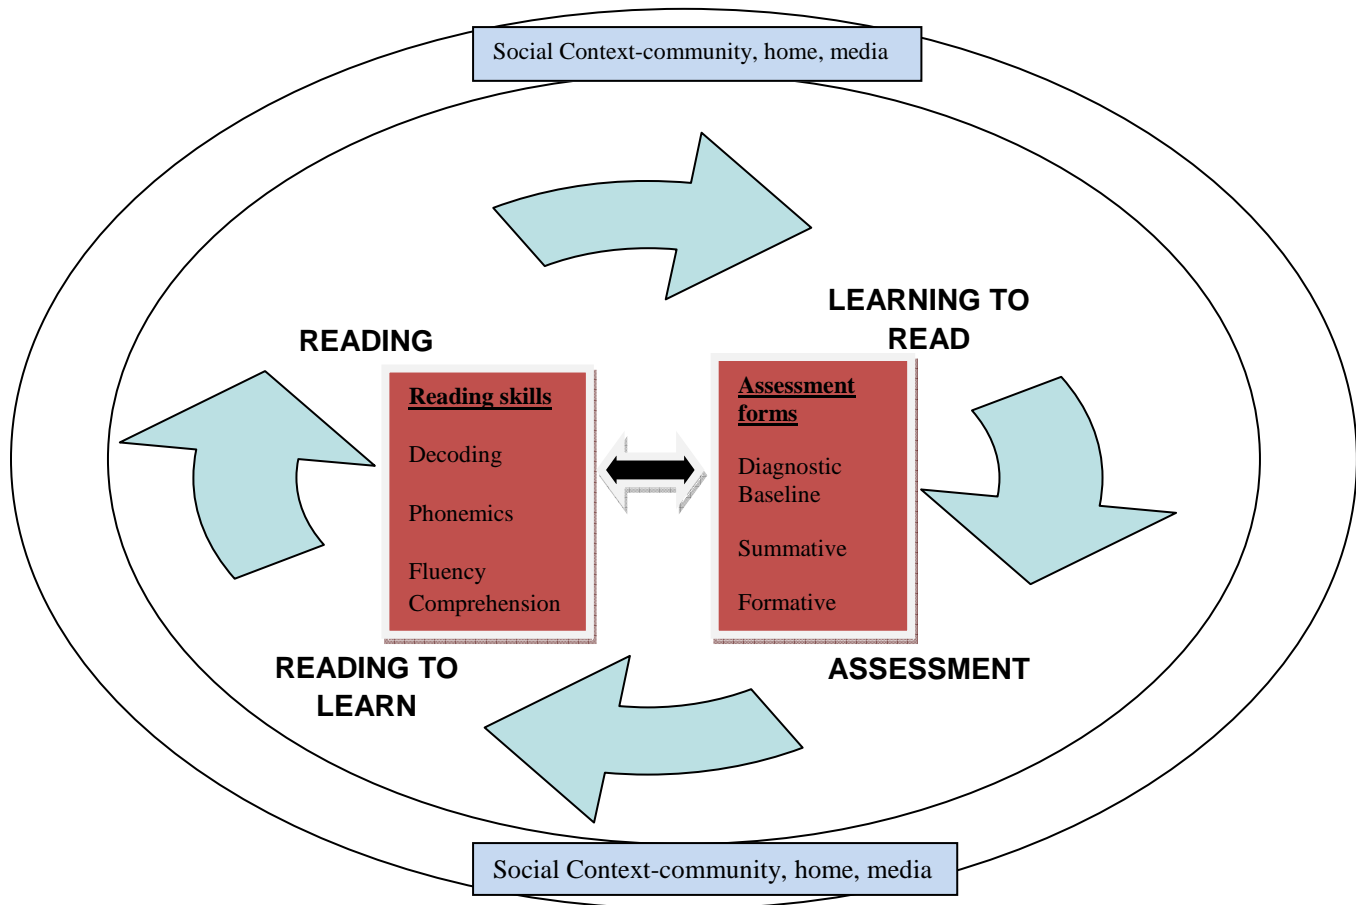 Social Context-community, home, media
LEARNING TO
READ
READING
Reading skills
Decoding
Phonemics
Fluency
Comprehension
Assessment
forms
Diagnostic
Baseline
Summative
Formative
READING TO
LEARN
ASSESSMENT
Social Context-community, home, media